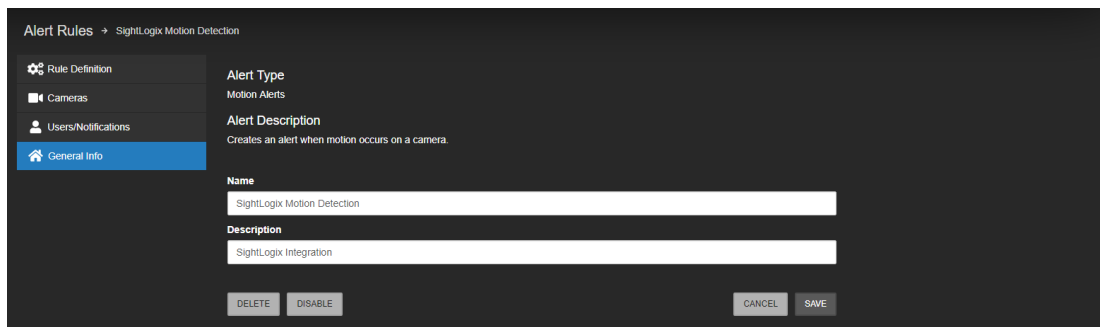 Alert Rules → SightLogix Motion Detection
Rule Definition
Cameras
Users/Notifications
General Info
Alert Type
Motion Alerts
Alert Description
Creates an alert when motion occurs on a camera.
Name
SightLogix Motion Detection
Description
SightLogix Integration
DELETE DISABLE CANCEL SAVE